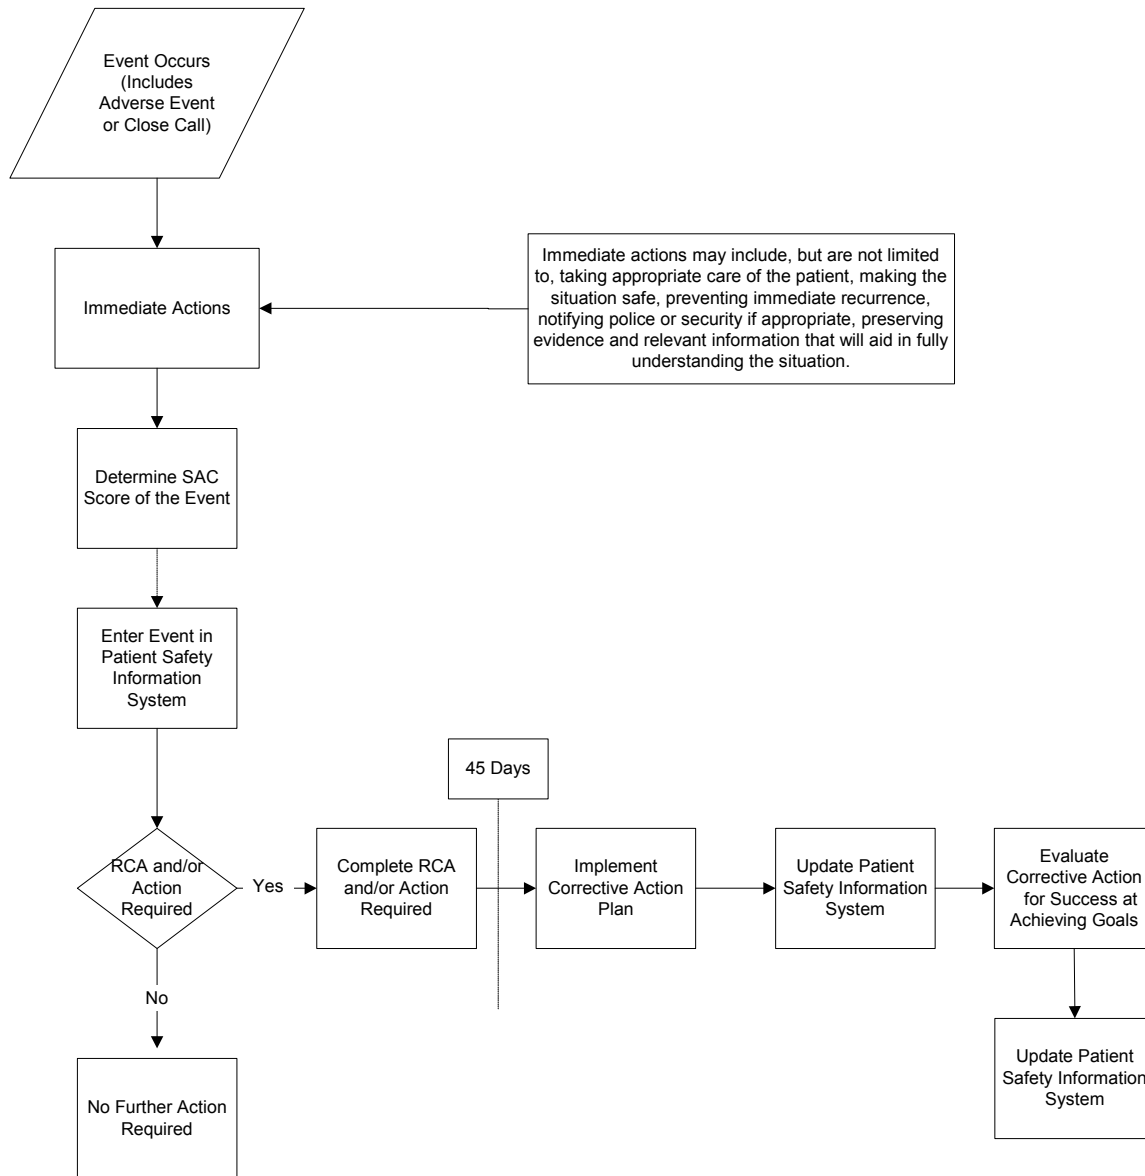 Event Occurs
(Includes
Adverse Event
or Close Call)
Immediate Actions
Immediate actions may include, but are not limited
to, taking appropriate care of the patient, making the
situation safe, preventing immediate recurrence,
notifying police or security if appropriate, preserving
evidence and relevant information that will aid in fully
understanding the situation.
Determine SAC
Score of the Event
Enter Event in
Patient Safety
Information
System
RCA and/or
Action
Required
Yes
No
No Further Action
Required
Complete RCA
and/or Action
Required
45 Days
Implement
Corrective Action
Plan
Update Patient
Safety Information
System
Evaluate
Corrective Action
for Success at
Achieving Goals
Update Patient
Safety Information
System